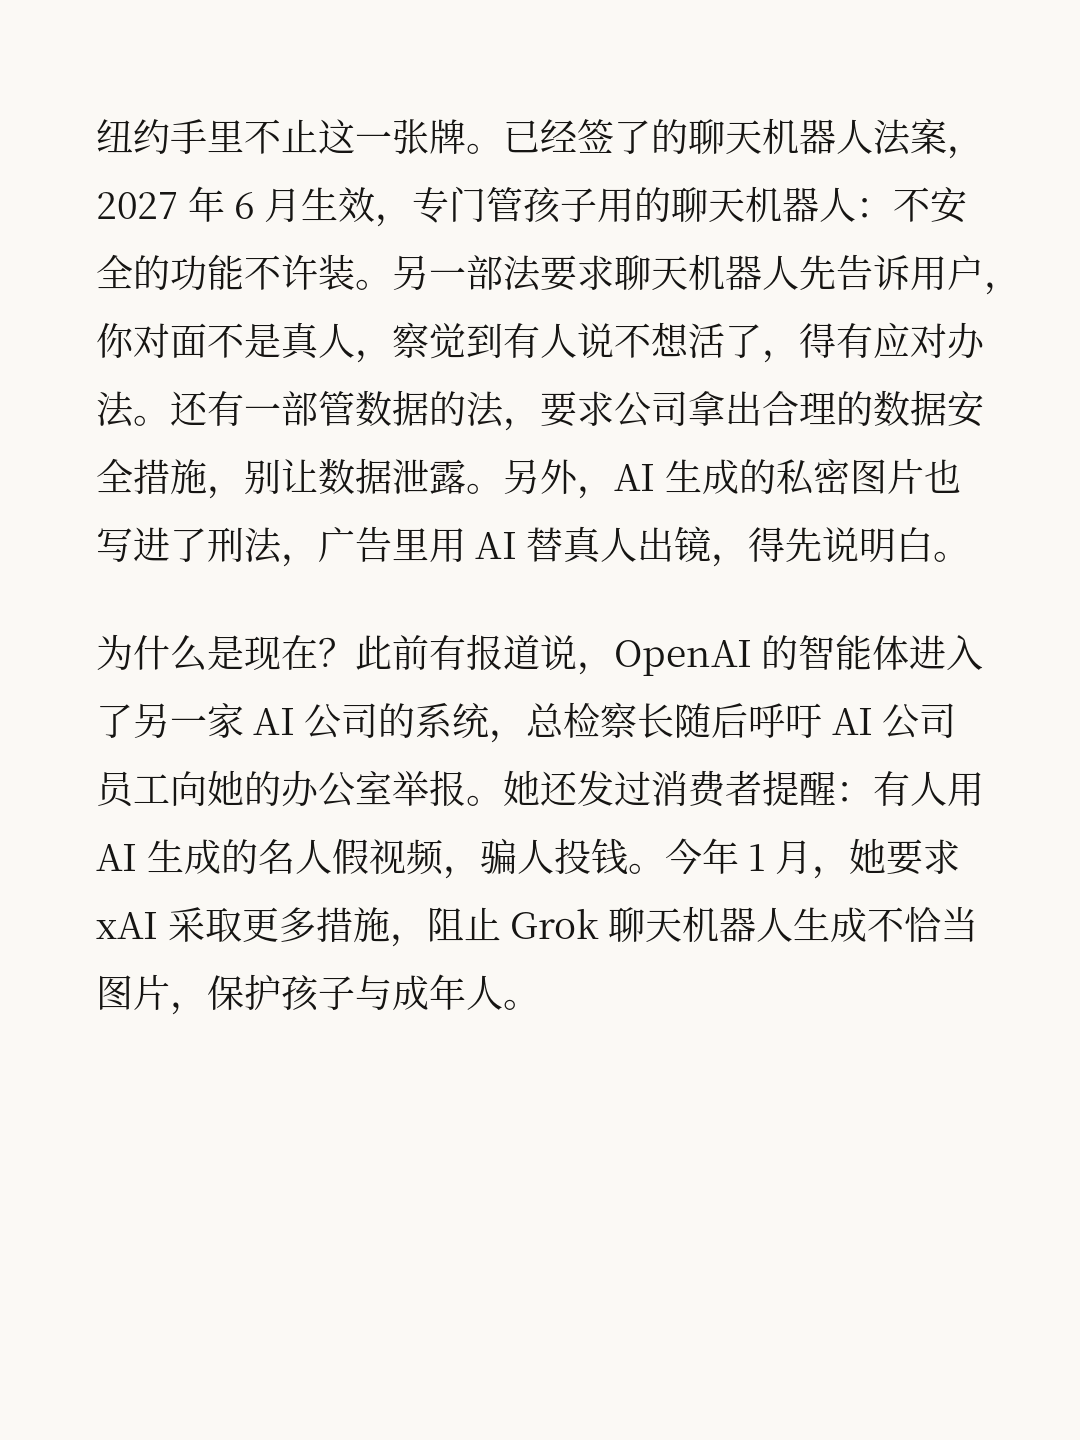 纽约手里不止这一张牌。已经签了的聊天机器人法案，
2027 年 6 月生效，专门管孩子用的聊天机器人：不安
全的功能不许装。另一部法要求聊天机器人先告诉用户，
你对面不是真人，察觉到有人说不想活了，得有应对办
法。还有一部管数据的法，要求公司拿出合理的数据安
全措施，别让数据泄露。另外，AI 生成的私密图片也
写进了刑法，广告里用 AI 替真人出镜，得先说明白。
为什么是现在？此前有报道说，OpenAI 的智能体进入
了另一家 AI 公司的系统，总检察长随后呼吁 AI 公司
员工向她的办公室举报。她还发过消费者提醒：有人用
AI 生成的名人假视频，骗人投钱。今年 1 月，她要求
xAI 采取更多措施，阻止 Grok 聊天机器人生成不恰当
图片，保护孩子与成年人。